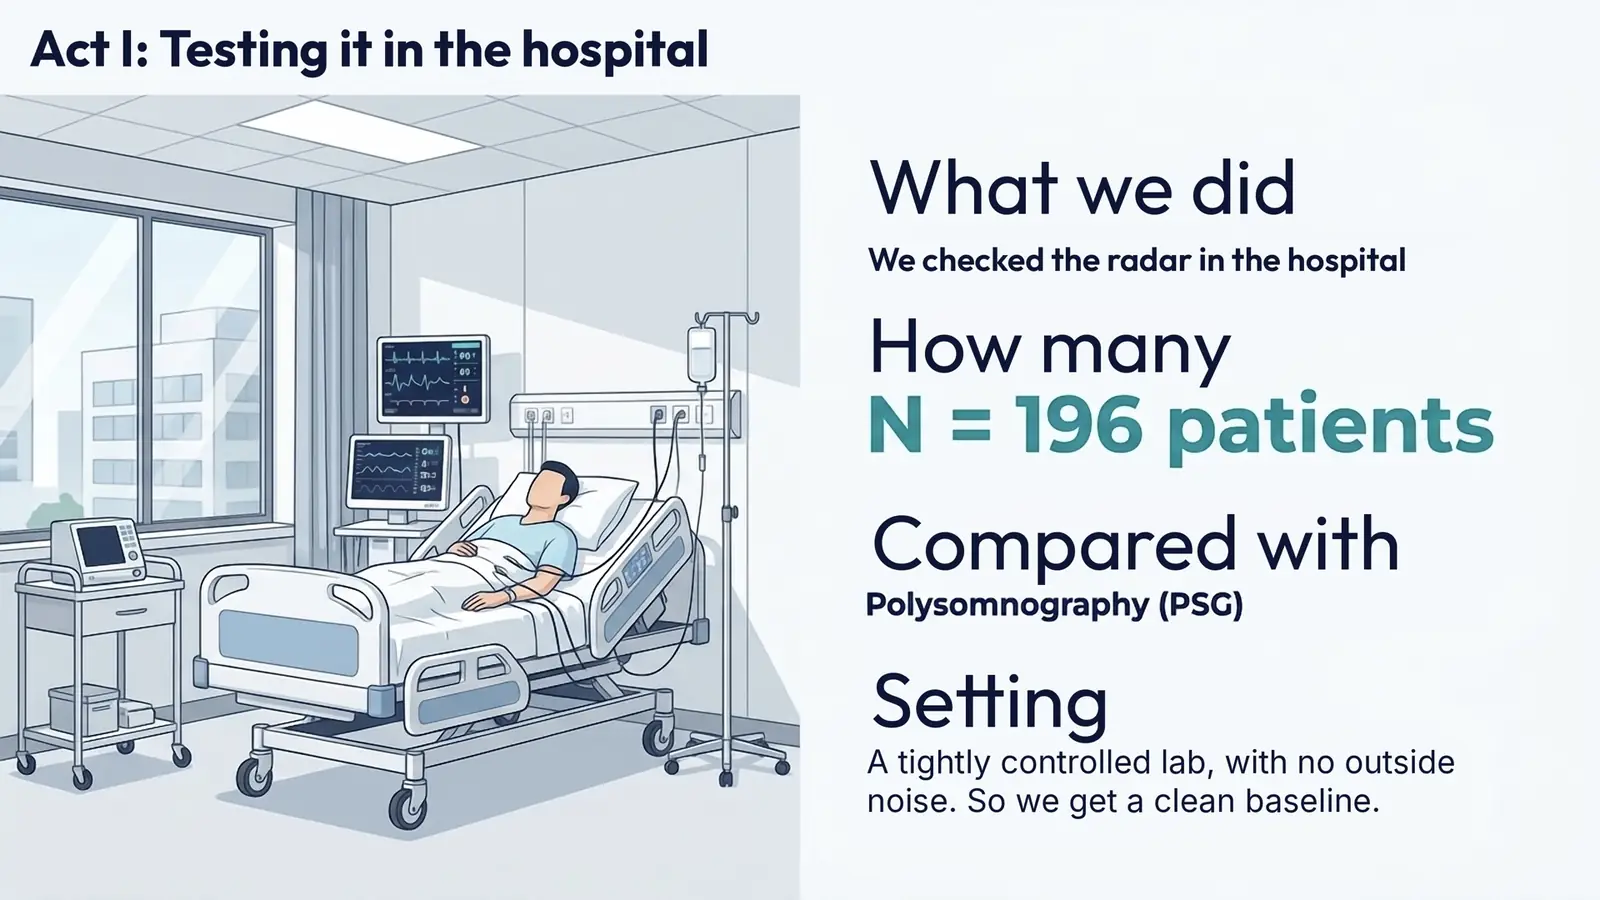 Act I: Testing it in the hospital
What we did
We checked the radar in the hospital
How many
N = 196 patients
Compared with
Polysomnography (PSG)
Setting
A tightly controlled lab, with no outside
noise. So we get a clean baseline.